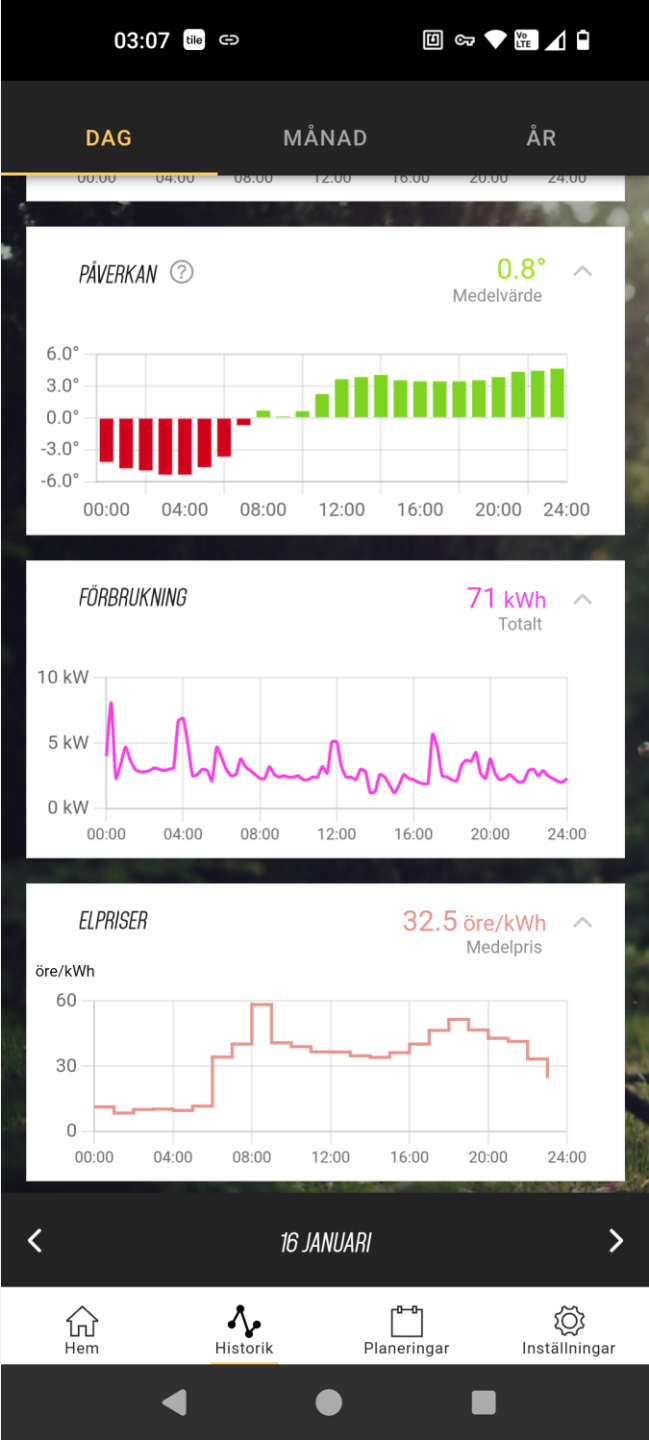 03:07 tile
Vo LTE
DAG MÅNAD ÅR
00:00 04:00 08:00 12:00 16:00 20:00 24:00
PÅVERKAN ? 0.8°
Medelvärde
6.0°
3.0°
0.0°
-3.0°
-6.0°
00:00 04:00 08:00 12:00 16:00 20:00 24:00
FÖRBRUKNING 71 kWh
Totalt
10 kW
5 kW
0 kW
00:00 04:00 08:00 12:00 16:00 20:00 24:00
ELPRISER 32.5 öre/kWh
Medelpris
öre/kWh
60
30
0
00:00 04:00 08:00 12:00 16:00 20:00 24:00
16 JANUARI
Hem Historik Planeringar Inställningar